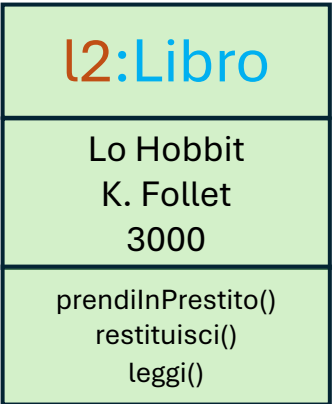 l2:Libro
Lo Hobbit
K. Follet
3000
prendiInPrestito()
restituisci()
leggi()